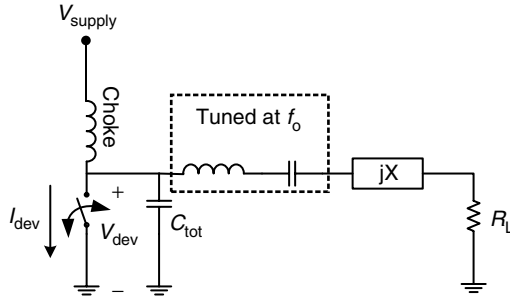 V_supply
Choke
Tuned at f_o
jX
+
I_dev
V_dev
C_tot
R_L
–